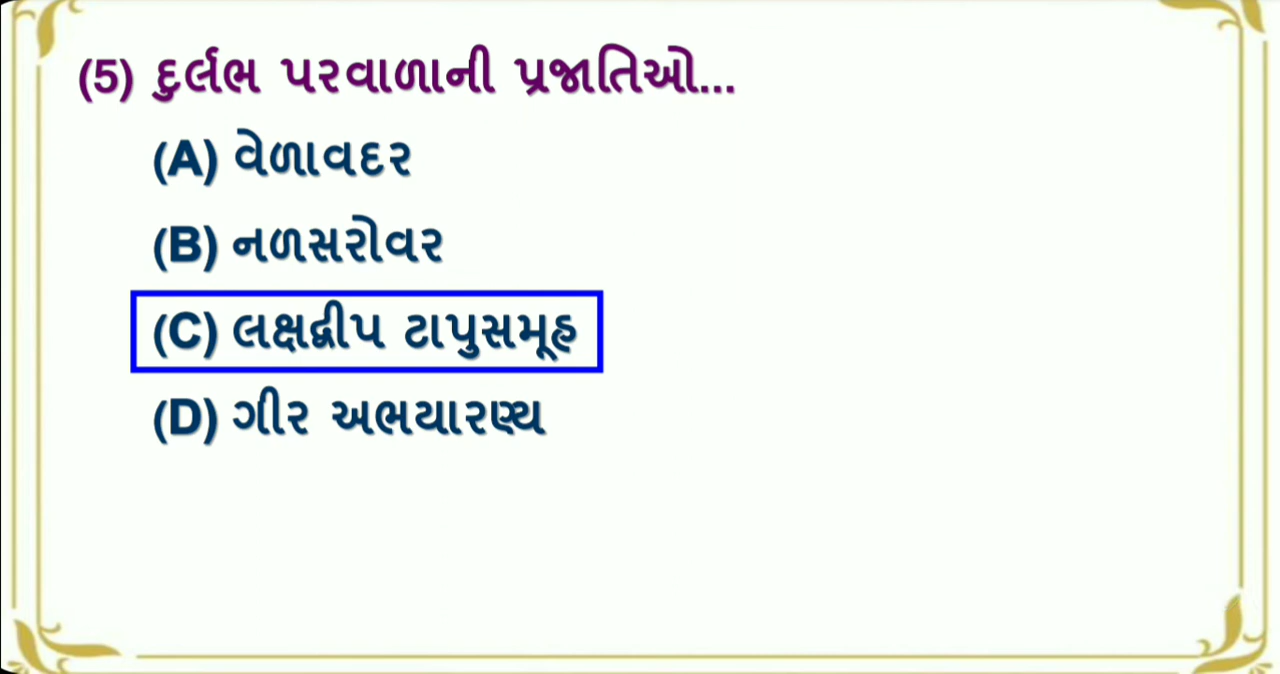 (5) દુર્લભ પરવાળાની પ્રજાતિઓ...
(A) વેળાવદર
(B) નળસરોવર
(C) લક્ષદ્વીપ ટાપુસમૂહ
(D) ગીર અભયારણ્ય